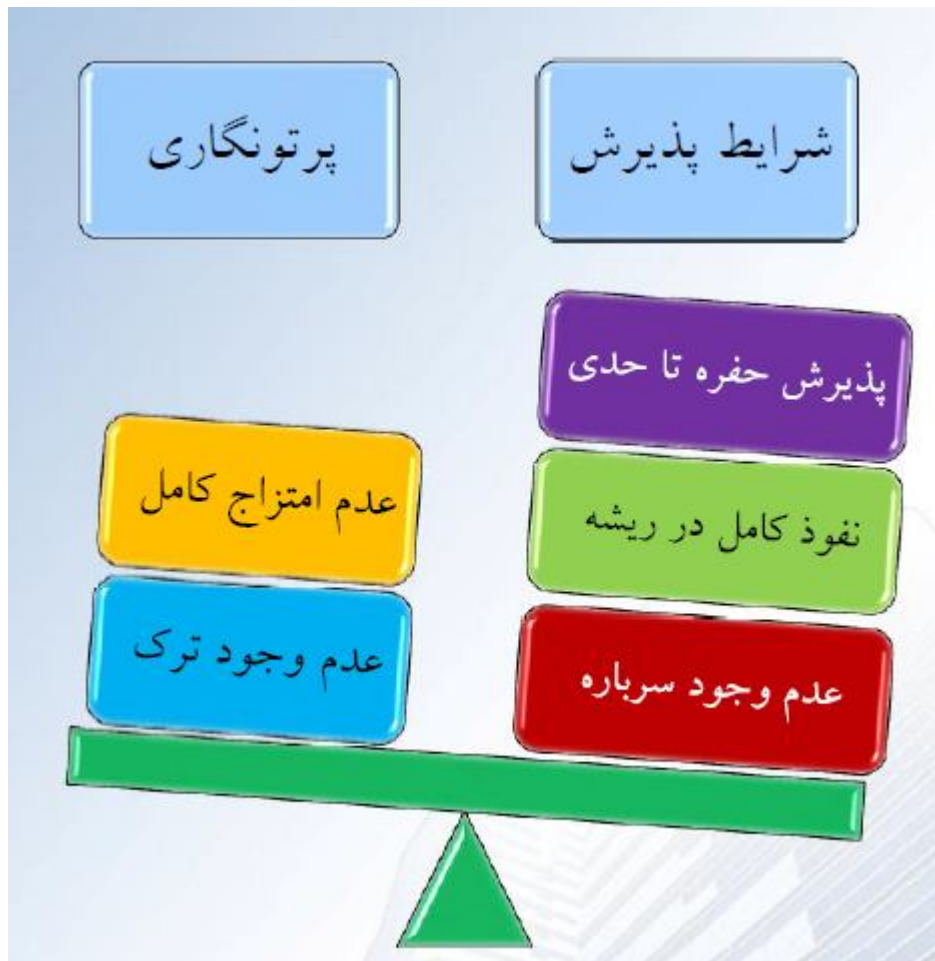 شرایط پذیرش
پرتونگاری
پذیرش حفره تا حدی
نفوذ کامل در ریشه
عدم وجود سرباره
عدم امتزاج کامل
عدم وجود ترک